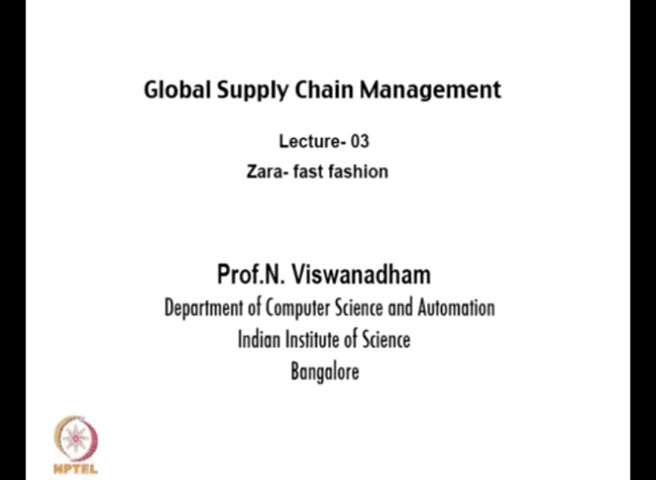 Global Supply Chain Management
Lecture- 03
Zara- fast fashion
Prof.N. Viswanadham
Department of Computer Science and Automation
Indian Institute of Science
Bangalore
NPTEL